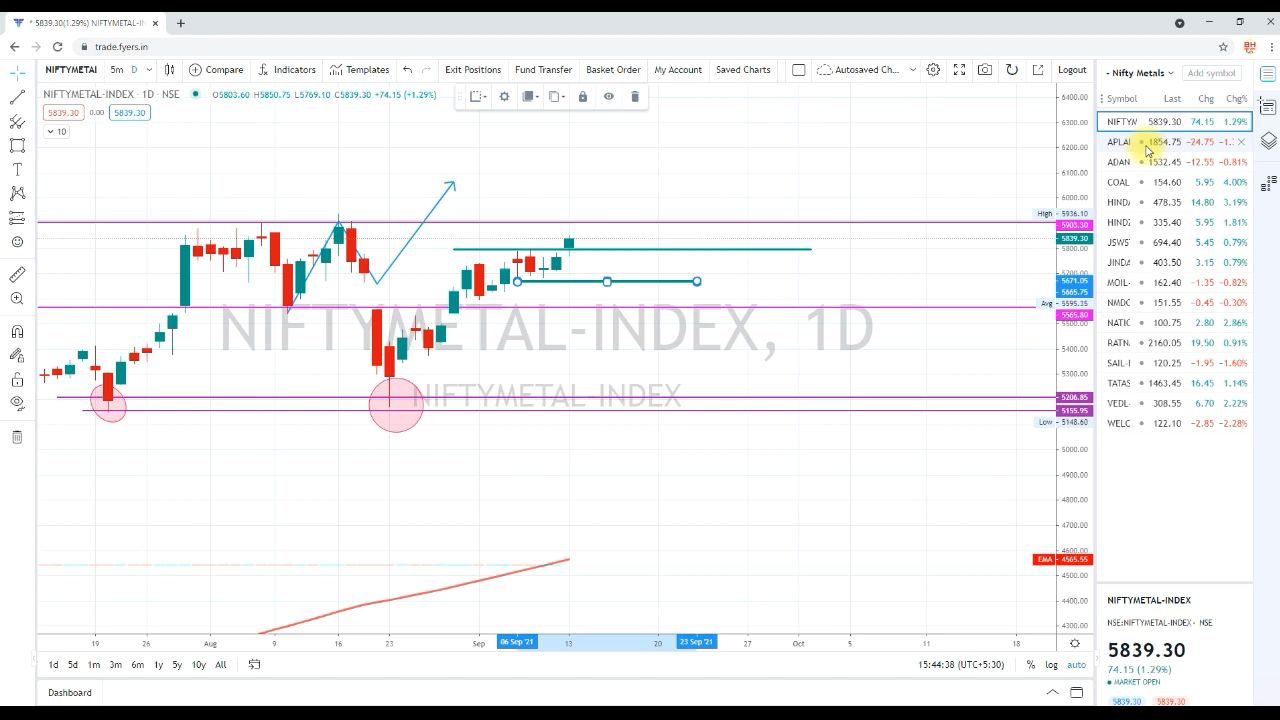 * 5839.30(1.29%) NIFTYMETAL-IN
trade.fyers.in
NIFTYMETAL 5m D Compare Indicators Templates Exit Positions Fund Transfer Basket Order My Account Saved Charts Autosaved Ch... Logout
NIFTYMETAL-INDEX · 1D · NSE O5803.60 H5850.75 L5769.10 C5839.30 +74.15 (+1.29%)
5839.30 0.00 5839.30
10
NIFTYMETAL-INDEX, 1D
NIFTYMETAL-INDEX
6400.00
6300.00
6200.00
6100.00
6000.00
High 5936.10
5903.30
5839.30
5800.00
5700.00
5671.05
5665.75
Avg 5595.35
5565.80
5500.00
5400.00
5300.00
5206.85
5155.95
Low 5148.60
5000.00
4900.00
4800.00
4700.00
4600.00
EMA 4565.55
4500.00
4400.00
4300.00
19 26 Aug 9 16 23 Sep 06 Sep '21 13 20 23 Sep '21 27 Oct 11 18
1d 5d 1m 3m 6m 1y 5y 10y All 15:44:38 (UTC+5:30) % log auto
Dashboard
- Nifty Metals Add symbol
Symbol Last Chg Chg%
NIFTYM 5839.30 74.15 1.29%
APLAI 1854.75 −24.75 −1.
ADAN 1532.45 −12.55 −0.81%
COAL 154.60 5.95 4.00%
HINDA 478.35 14.80 3.19%
HINDZ 335.40 5.95 1.81%
JSWS 694.40 5.45 0.79%
JINDA 403.50 3.15 0.79%
MOIL- 162.40 −1.35 −0.82%
NMDC 151.55 −0.45 −0.30%
NATIC 100.75 2.80 2.86%
RATN 2160.05 19.50 0.91%
SAIL- 120.25 −1.95 −1.60%
TATAS 1463.45 16.45 1.14%
VEDL- 308.55 6.70 2.22%
WELC 122.10 −2.85 −2.28%
NIFTYMETAL-INDEX
NSE:NIFTYMETAL-INDEX · NSE
5839.30
74.15 (1.29%)
MARKET OPEN
5839.30 5839.30